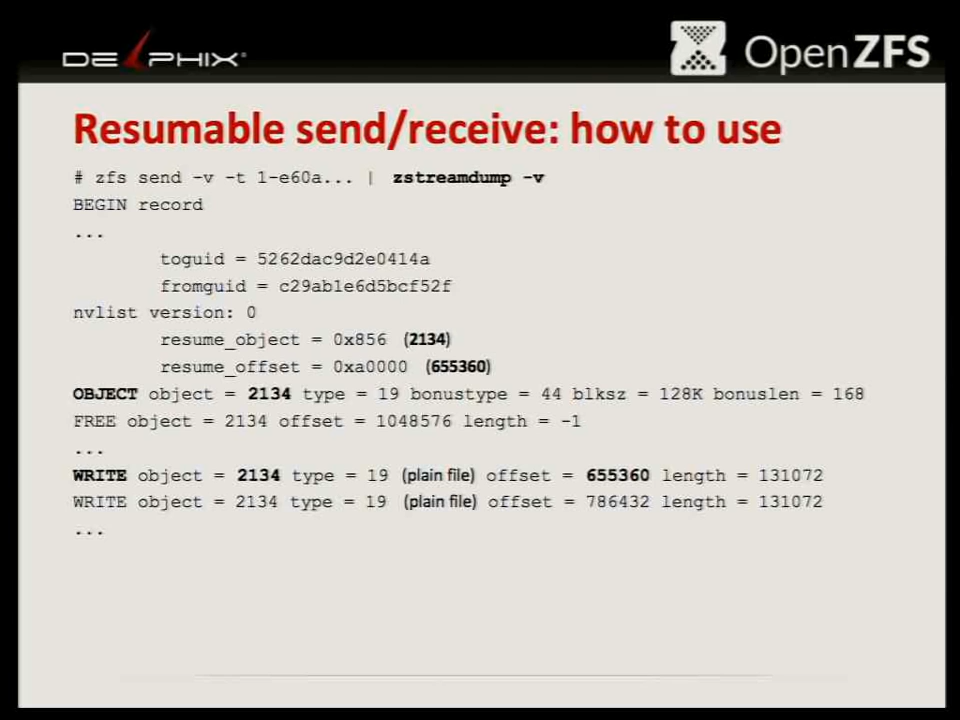 DELPHIX
OpenZFS
Resumable send/receive: how to use
# zfs send -v -t 1-e60a... | zstreamdump -v
BEGIN record
...
toguid = 5262dac9d2e0414a
fromguid = c29ab1e6d5bcf52f
nvlist version: 0
resume_object = 0x856 (2134)
resume_offset = 0xa0000 (655360)
OBJECT object = 2134 type = 19 bonustype = 44 blksz = 128K bonuslen = 168
FREE object = 2134 offset = 1048576 length = -1
...
WRITE object = 2134 type = 19 (plain file) offset = 655360 length = 131072
WRITE object = 2134 type = 19 (plain file) offset = 786432 length = 131072
...